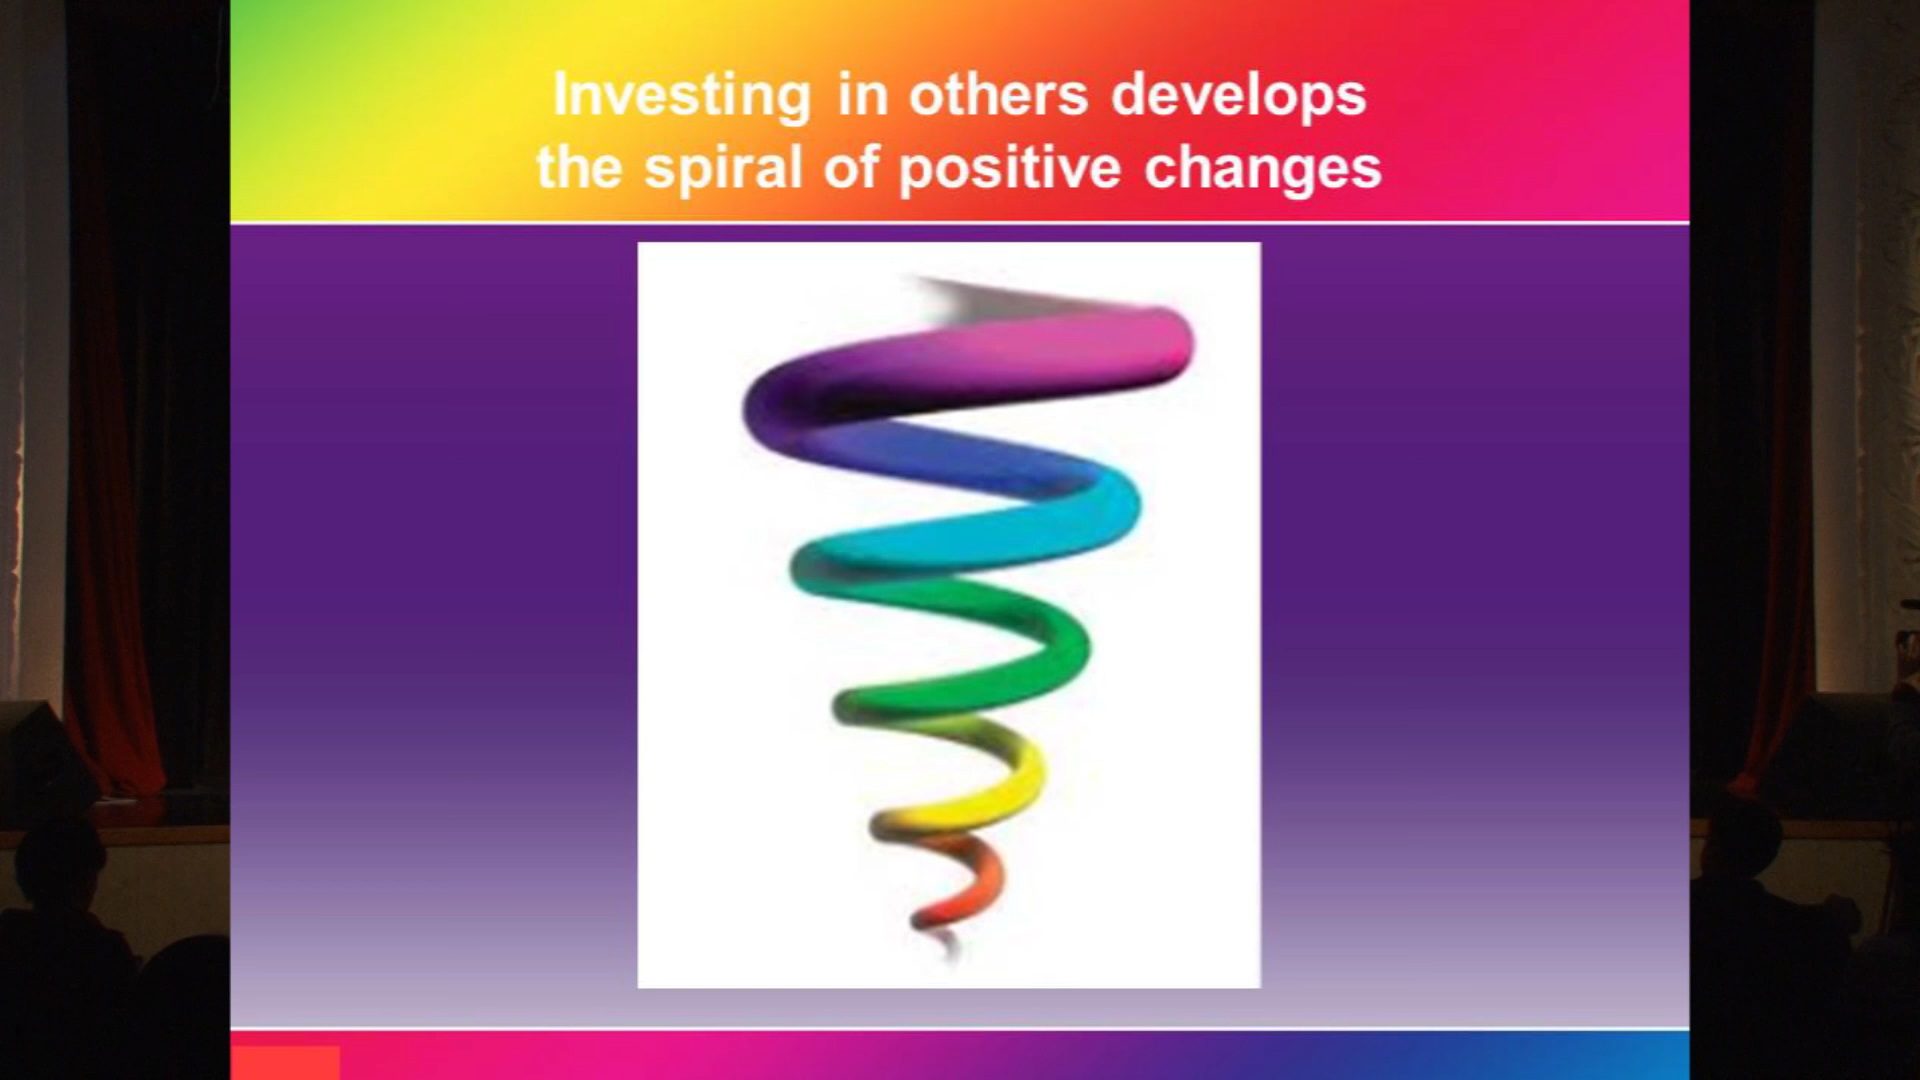 Investing in others develops
the spiral of positive changes